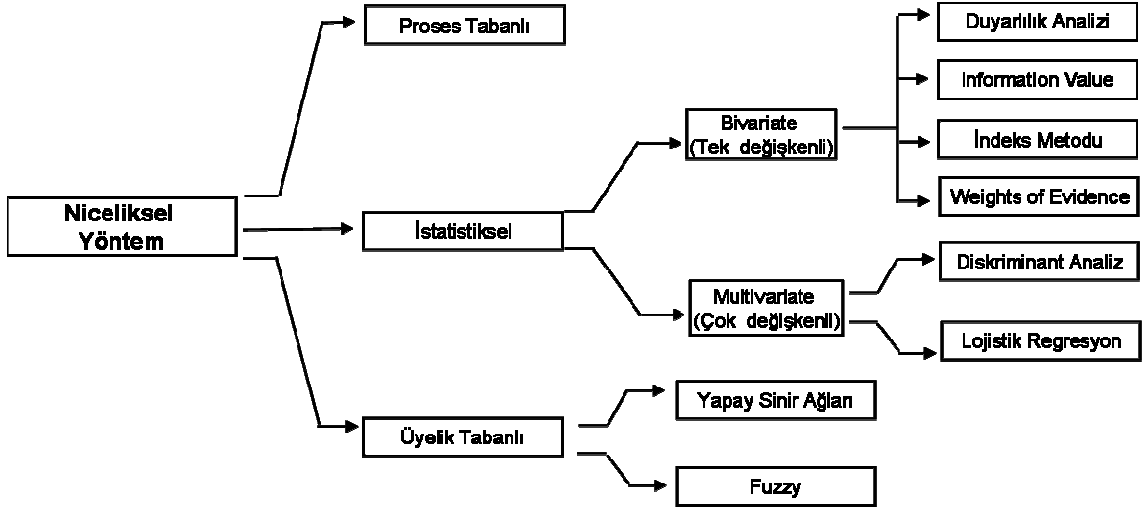 Proses Tabanlı
Duyarlılık Analizi
Information Value
Bivariate
(Tek değişkenli)
İndeks Metodu
Weights of Evidence
Niceliksel
Yöntem
İstatistiksel
Diskriminant Analiz
Multivariate
(Çok değişkenli)
Lojistik Regresyon
Yapay Sinir Ağları
Üyelik Tabanlı
Fuzzy